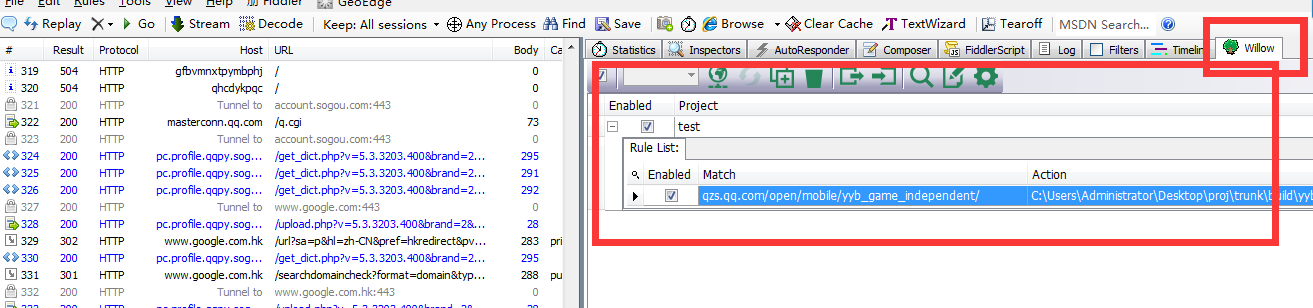 File Edit Rules Tools View Help Fiddler GeoEdge
Replay Go Stream Decode Keep: All sessions Any Process Find Save Browse Clear Cache TextWizard Tearoff MSDN Search...
# Result Protocol Host URL Body Ca
319 504 HTTP gfbvmnxtpymbphj / 0
320 504 HTTP qhcdykpqc / 0
321 200 HTTP Tunnel to account.sogou.com:443 0
322 200 HTTP masterconn.qq.com /q.cgi 73
323 200 HTTP Tunnel to account.sogou.com:443 0
324 200 HTTP pc.profile.qqpy.sog... /get_dict.php?v=5.3.3203.400&brand=2... 295
325 200 HTTP pc.profile.qqpy.sog... /get_dict.php?v=5.3.3203.400&brand=2... 291
326 200 HTTP pc.profile.qqpy.sog... /get_dict.php?v=5.3.3203.400&brand=2... 292
327 200 HTTP Tunnel to www.google.com:443 0
328 200 HTTP pc.profile.qqpy.sog... /upload.php?v=5.3.3203.400&brand=2&... 28
329 302 HTTP www.google.com.hk /url?sa=p&hl=zh-CN&pref=hkredirect&pv... 283 pri
330 200 HTTP pc.profile.qqpy.sog... /get_dict.php?v=5.3.3203.400&brand=2... 295
331 301 HTTP www.google.com.hk /searchdomaincheck?format=domain&typ... 288 pu
332 200 HTTP Tunnel to www.google.com.hk:443 0
Statistics Inspectors AutoResponder Composer FiddlerScript Log Filters Timelin Willow
Enabled Project
test
Rule List:
Enabled Match Action
qzs.qq.com/open/mobile/yyb_game_independent/ C:\Users\Administrator\Desktop\proj\trunk\build\yyb